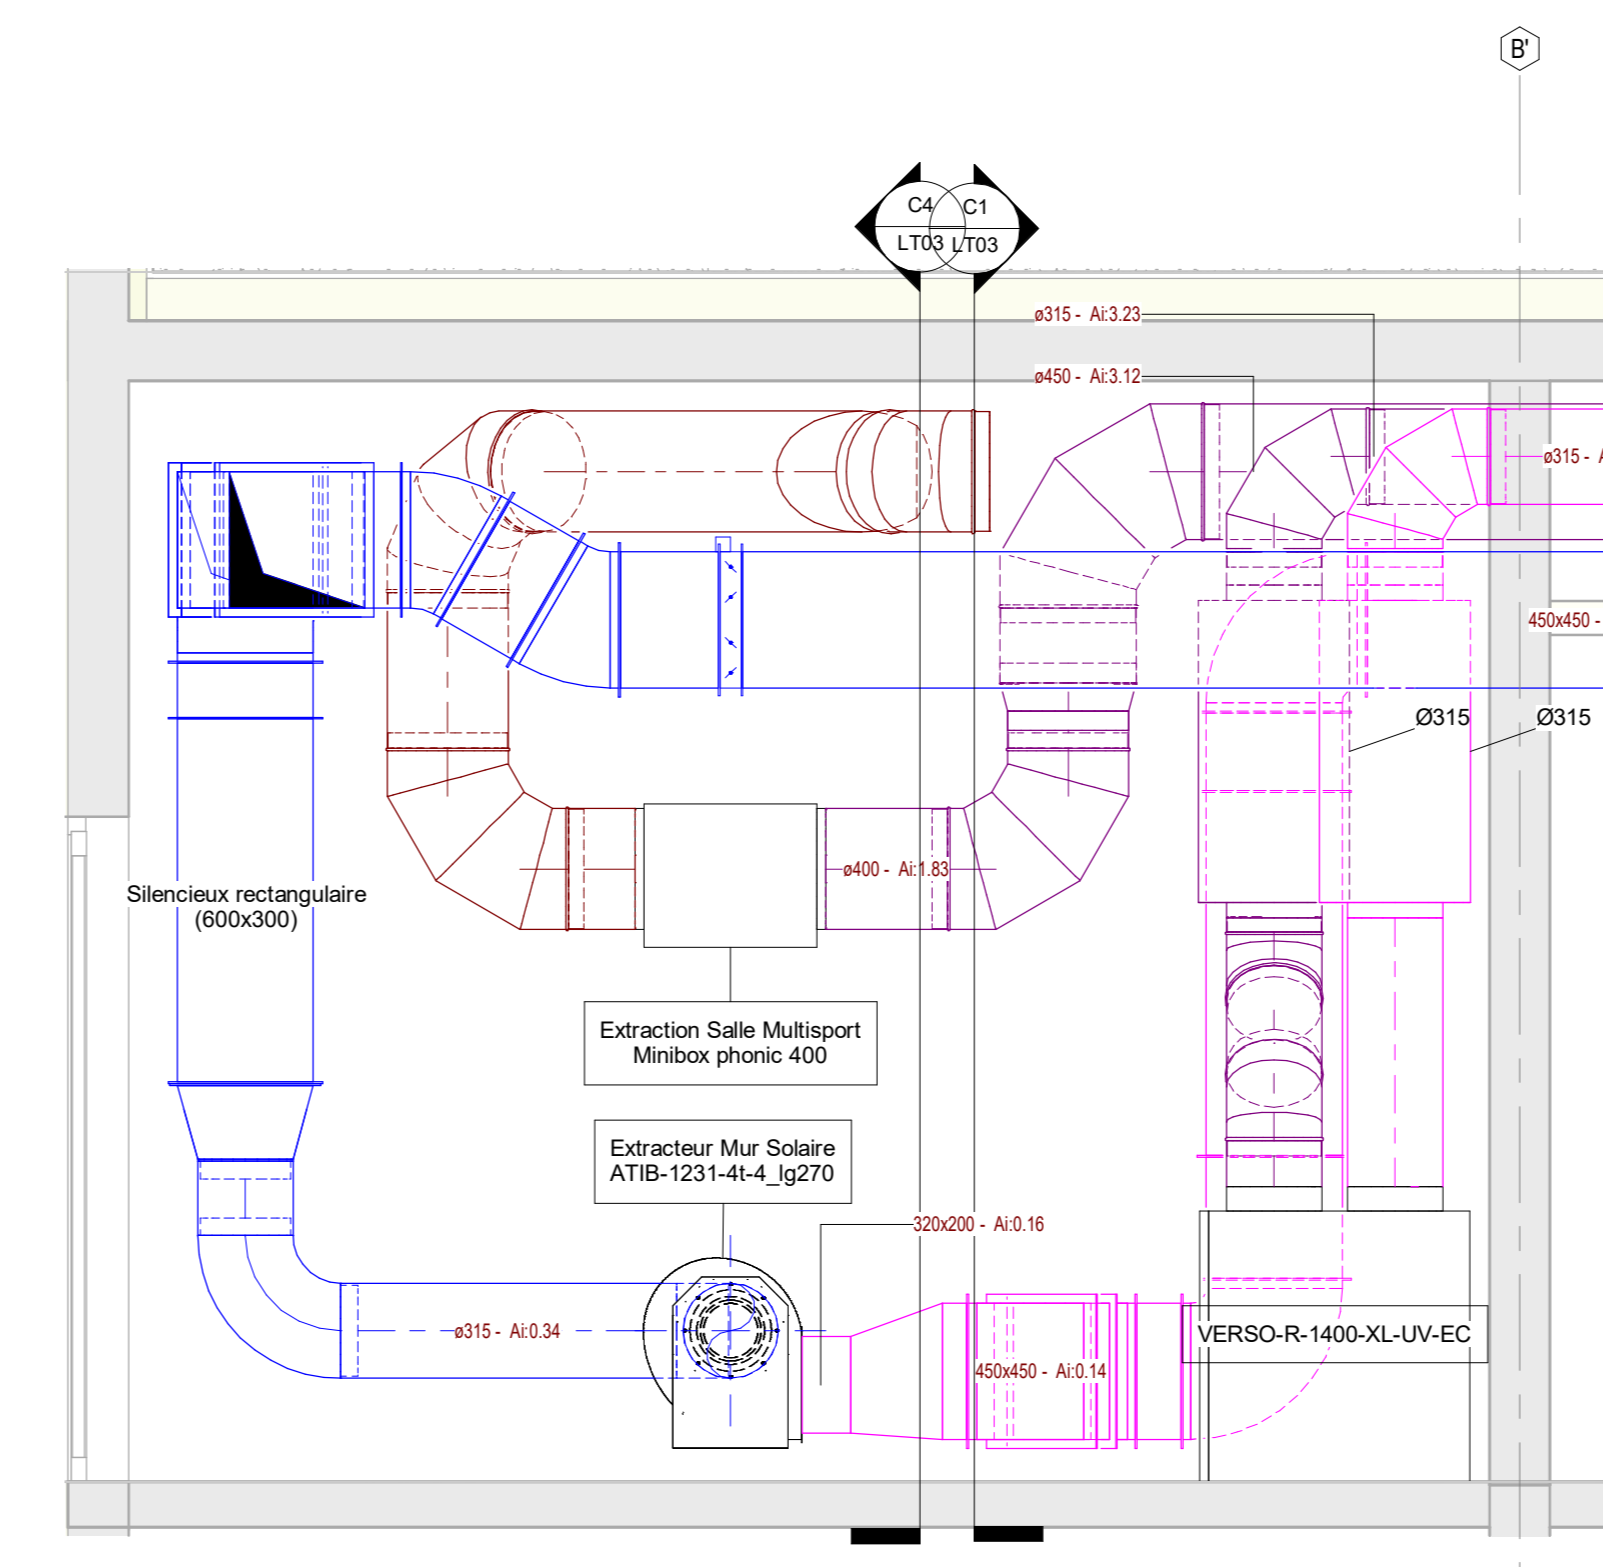 B'
C4
C1
LT03
LT03
ø315 - Ai:3.23
ø450 - Ai:3.12
ø315 - A
450x450 -
Ø315
Ø315
ø400 - Ai:1.83
Silencieux rectangulaire
(600x300)
Extraction Salle Multisport
Minibox phonic 400
Extracteur Mur Solaire
ATIB-1231-4t-4_lg270
320x200 - Ai:0.16
ø315 - Ai:0.34
VERSO-R-1400-XL-UV-EC
450x450 - Ai:0.14